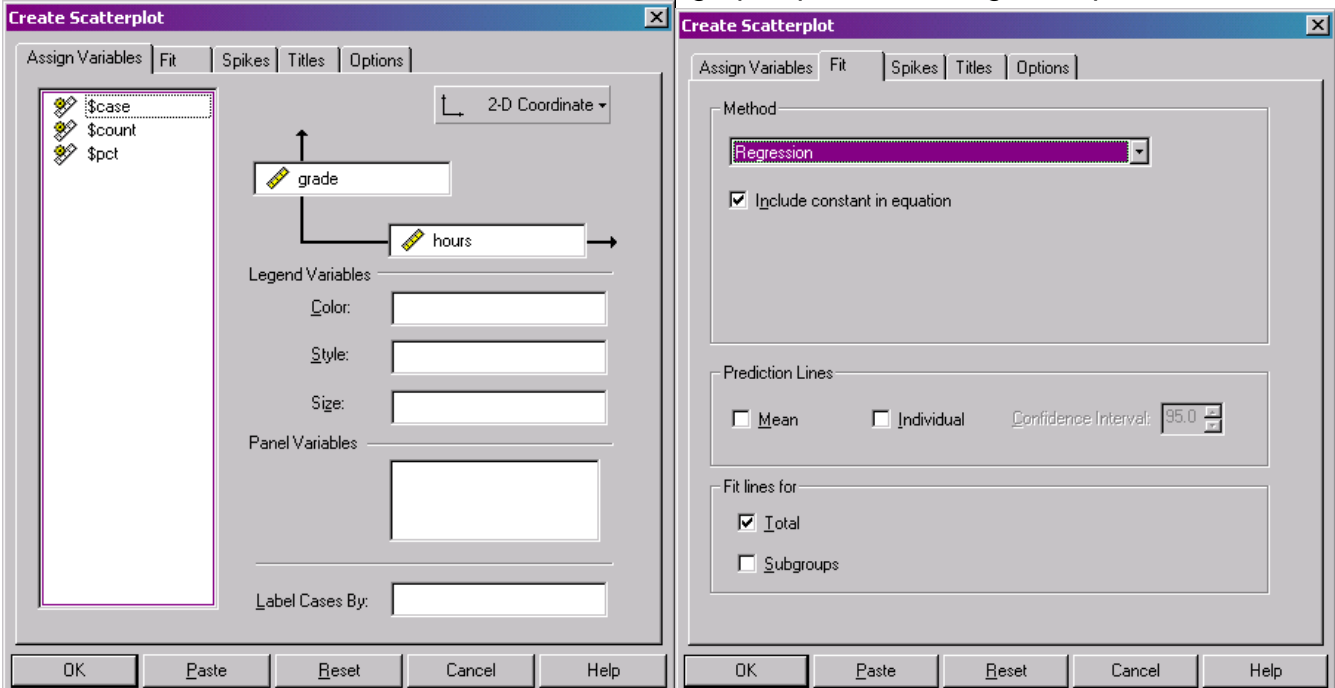 Create Scatterplot
Assign Variables Fit Spikes Titles Options
$case
$count
$pct
2-D Coordinate
grade
hours
Legend Variables
Color:
Style:
Size:
Panel Variables
Label Cases By:
OK Paste Reset Cancel Help
Create Scatterplot
Assign Variables Fit Spikes Titles Options
Method
Regression
Include constant in equation
Prediction Lines
Mean Individual Confidence Interval: 95.0
Fit lines for
Total
Subgroups
OK Paste Reset Cancel Help